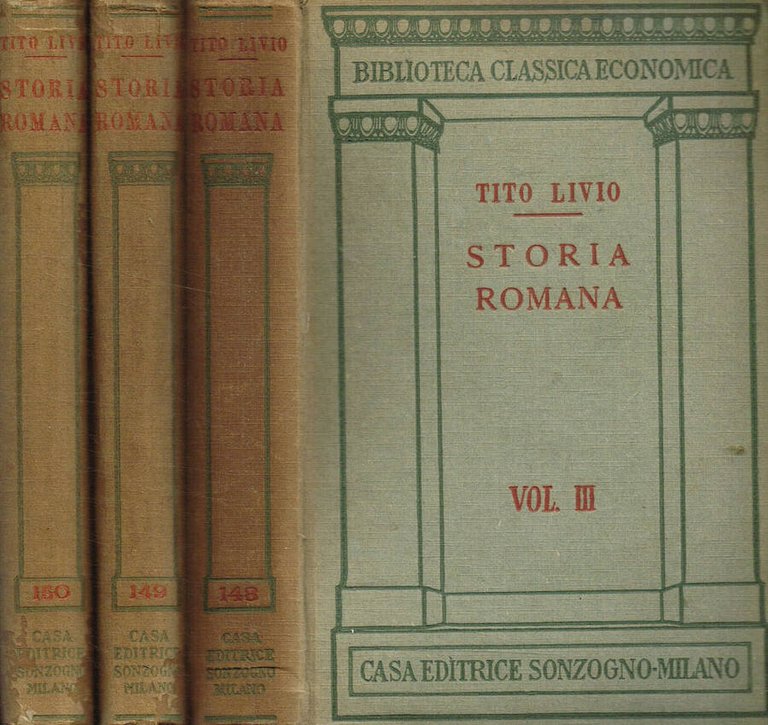 TITO LIVIO
STORIA
ROMANA
150
CASA
EDITRICE
SONZOGNO
MILANO
TITO LIVIO
STORIA
ROMANA
149
CASA
EDITRICE
SONZOGNO
MILANO
TITO LIVIO
STORIA
ROMANA
148
CASA
EDITRICE
SONZOGNO
MILANO
BIBLIOTECA CLASSICA ECONOMICA
TITO LIVIO
STORIA
ROMANA
VOL. III
CASA EDITRICE SONZOGNO-MILANO